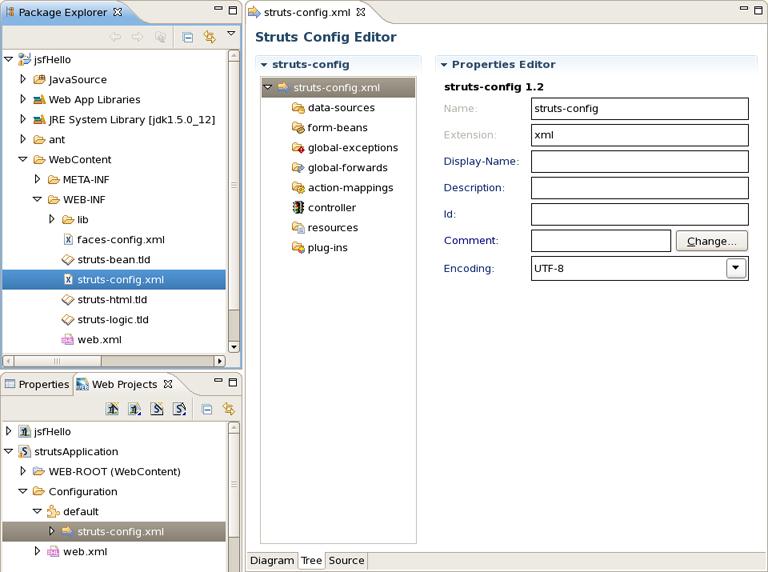 Package Explorer
jsfHello
JavaSource
Web App Libraries
JRE System Library [jdk1.5.0_12]
ant
WebContent
META-INF
WEB-INF
lib
faces-config.xml
struts-bean.tld
struts-config.xml
struts-html.tld
struts-logic.tld
web.xml
Properties
Web Projects
jsfHello
strutsApplication
WEB-ROOT (WebContent)
Configuration
default
struts-config.xml
web.xml
struts-config.xml
Struts Config Editor
struts-config
struts-config.xml
data-sources
form-beans
global-exceptions
global-forwards
action-mappings
controller
resources
plug-ins
Properties Editor
struts-config 1.2
Name: struts-config
Extension: xml
Display-Name:
Description:
Id:
Comment: Change...
Encoding: UTF-8
Diagram Tree Source